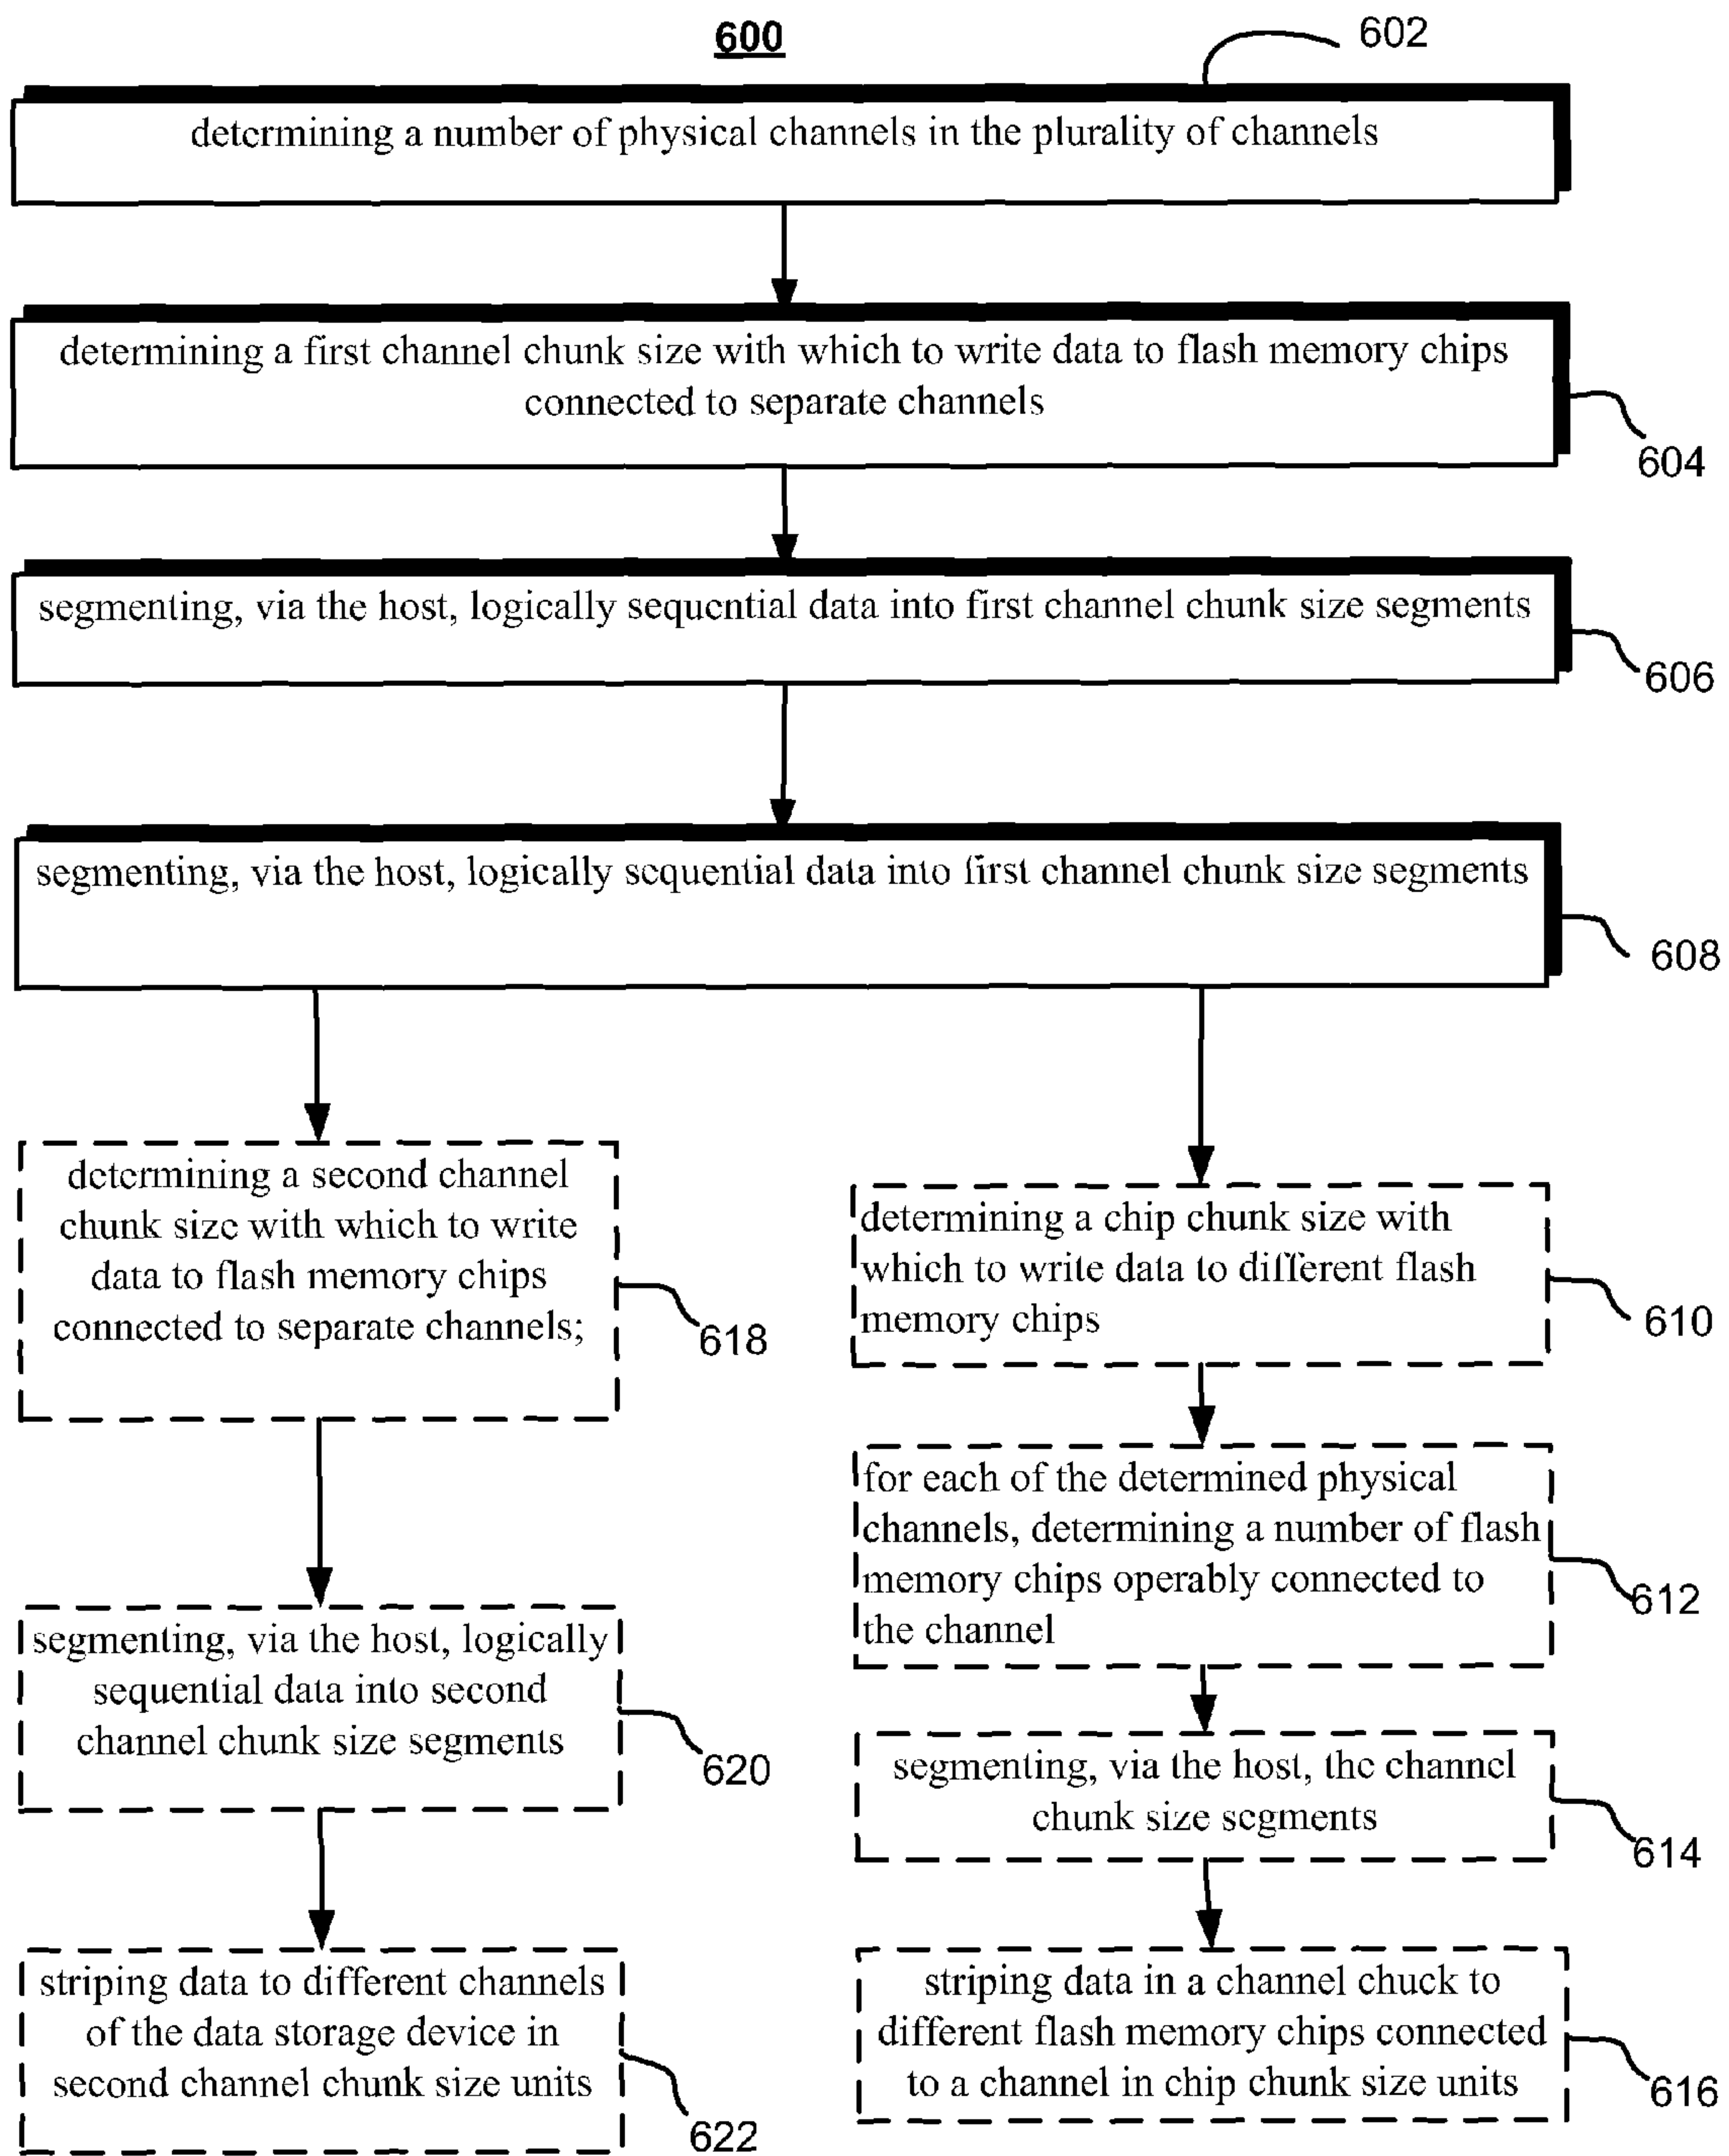 600
602
determining a number of physical channels in the plurality of channels
determining a first channel chunk size with which to write data to flash memory chips
connected to separate channels
604
segmenting, via the host, logically sequential data into first channel chunk size segments
606
segmenting, via the host, logically sequential data into first channel chunk size segments
608
determining a second channel
chunk size with which to write
data to flash memory chips
connected to separate channels;
618
segmenting, via the host, logically
sequential data into second
channel chunk size segments
620
striping data to different channels
of the data storage device in
second channel chunk size units
622
determining a chip chunk size with
which to write data to different flash
memory chips
610
for each of the determined physical
channels, determining a number of flash
memory chips operably connected to
the channel
612
segmenting, via the host, the channel
chunk size segments
614
striping data in a channel chuck to
different flash memory chips connected
to a channel in chip chunk size units
616